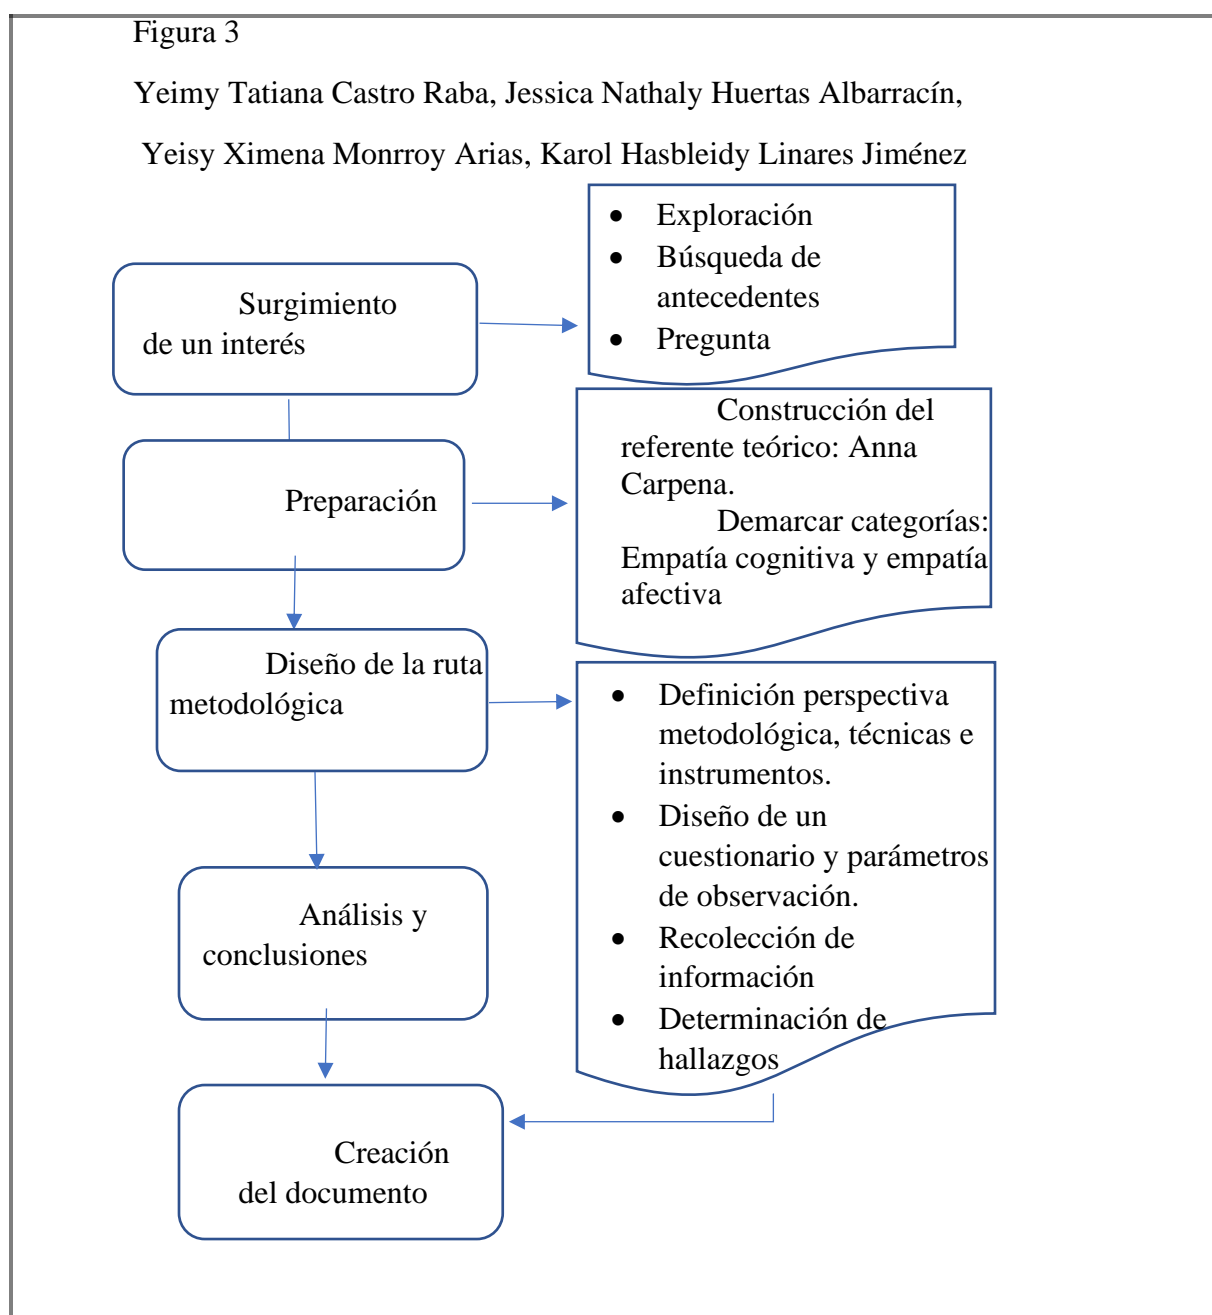 Figura 3
Yeimy Tatiana Castro Raba, Jessica Nathaly Huertas Albarracín,
Yeisy Ximena Monrroy Arias, Karol Hasbleidy Linares Jiménez
Surgimiento
de un interés
• Exploración
• Búsqueda de
antecedentes
• Pregunta
Preparación
Construcción del
referente teórico: Anna
Carpena.
Demarcar categorías:
Empatía cognitiva y empatía
afectiva
Diseño de la ruta
metodológica
• Definición perspectiva
metodológica, técnicas e
instrumentos.
• Diseño de un
cuestionario y parámetros
de observación.
• Recolección de
información
• Determinación de
hallazgos
Análisis y
conclusiones
Creación
del documento